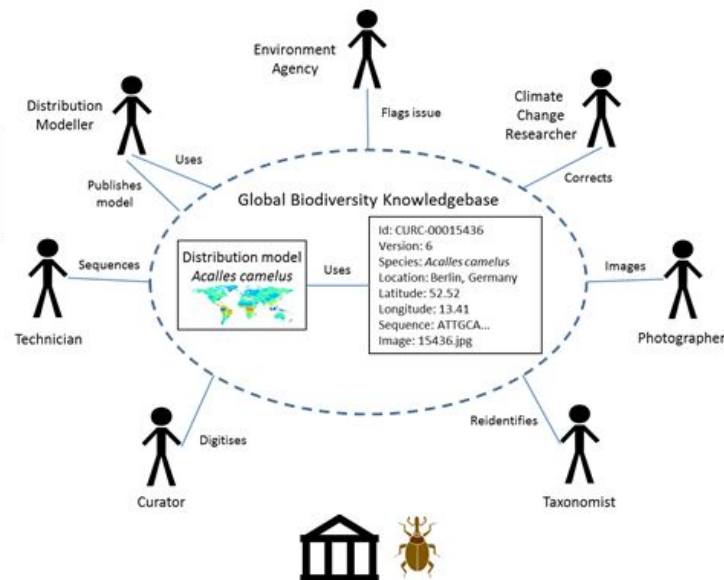 Environment
Agency
Flags issue
Climate
Change
Researcher
Corrects
Distribution
Modeller
Uses
Publishes
model
Global Biodiversity Knowledgebase
Distribution model
Acalles camelus
Uses
Id: CURC-00015436
Version: 6
Species: Acalles camelus
Location: Berlin, Germany
Latitude: 52.52
Longitude: 13.41
Sequence: ATTGCA...
Image: 15436.jpg
Sequences
Technician
Images
Photographer
Digitises
Curator
Reidentifies
Taxonomist